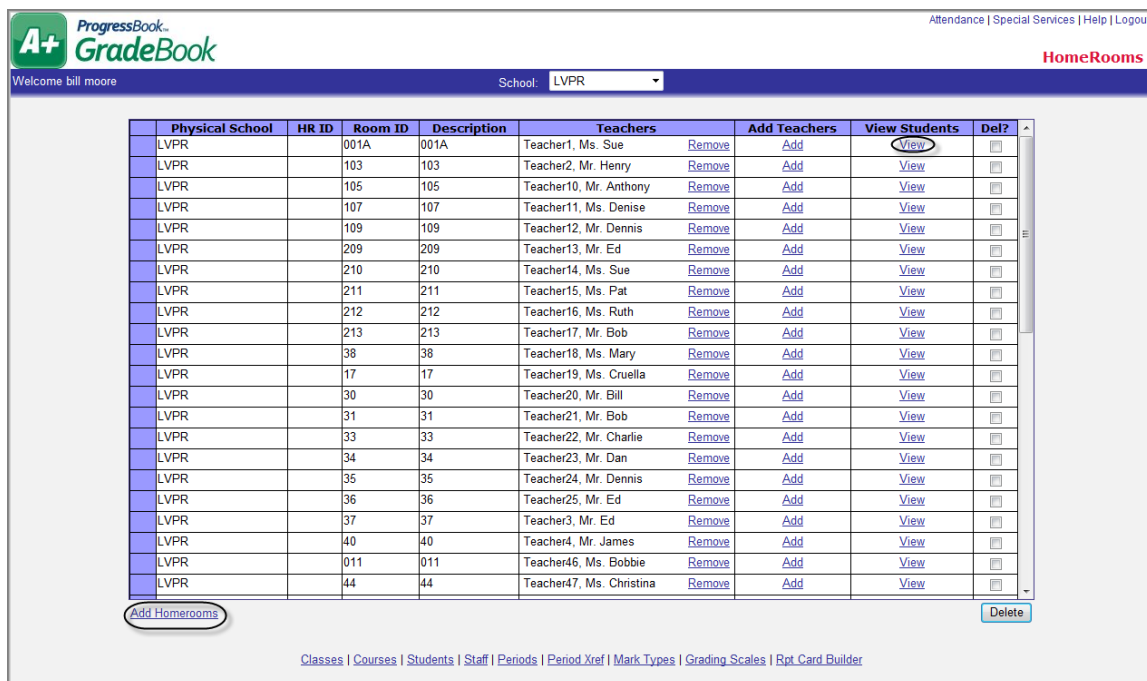 Attendance | Special Services | Help | Logou
A+ ProgressBook™
GradeBook
HomeRooms
Welcome bill moore School: LVPR
Physical School HR ID Room ID Description Teachers Add Teachers View Students Del?
LVPR 001A 001A Teacher1, Ms. Sue Remove Add View
LVPR 103 103 Teacher2, Mr. Henry Remove Add View
LVPR 105 105 Teacher10, Mr. Anthony Remove Add View
LVPR 107 107 Teacher11, Ms. Denise Remove Add View
LVPR 109 109 Teacher12, Mr. Dennis Remove Add View
LVPR 209 209 Teacher13, Mr. Ed Remove Add View
LVPR 210 210 Teacher14, Ms. Sue Remove Add View
LVPR 211 211 Teacher15, Ms. Pat Remove Add View
LVPR 212 212 Teacher16, Ms. Ruth Remove Add View
LVPR 213 213 Teacher17, Mr. Bob Remove Add View
LVPR 38 38 Teacher18, Ms. Mary Remove Add View
LVPR 17 17 Teacher19, Ms. Cruella Remove Add View
LVPR 30 30 Teacher20, Mr. Bill Remove Add View
LVPR 31 31 Teacher21, Mr. Bob Remove Add View
LVPR 33 33 Teacher22, Mr. Charlie Remove Add View
LVPR 34 34 Teacher23, Mr. Dan Remove Add View
LVPR 35 35 Teacher24, Mr. Dennis Remove Add View
LVPR 36 36 Teacher25, Mr. Ed Remove Add View
LVPR 37 37 Teacher3, Mr. Ed Remove Add View
LVPR 40 40 Teacher4, Mr. James Remove Add View
LVPR 011 011 Teacher46, Ms. Bobbie Remove Add View
LVPR 44 44 Teacher47, Ms. Christina Remove Add View
Add Homerooms Delete
Classes | Courses | Students | Staff | Periods | Period Xref | Mark Types | Grading Scales | Rpt Card Builder